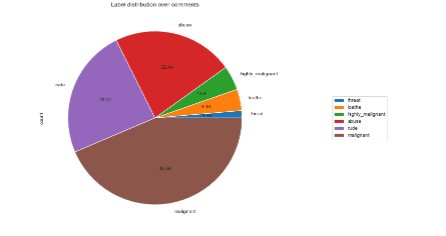 Label distribution over comments
abuse
rude
highly_malignant
loathe
threat
count
malignant
threat
loathe
highly_malignant
abuse
rude
malignant